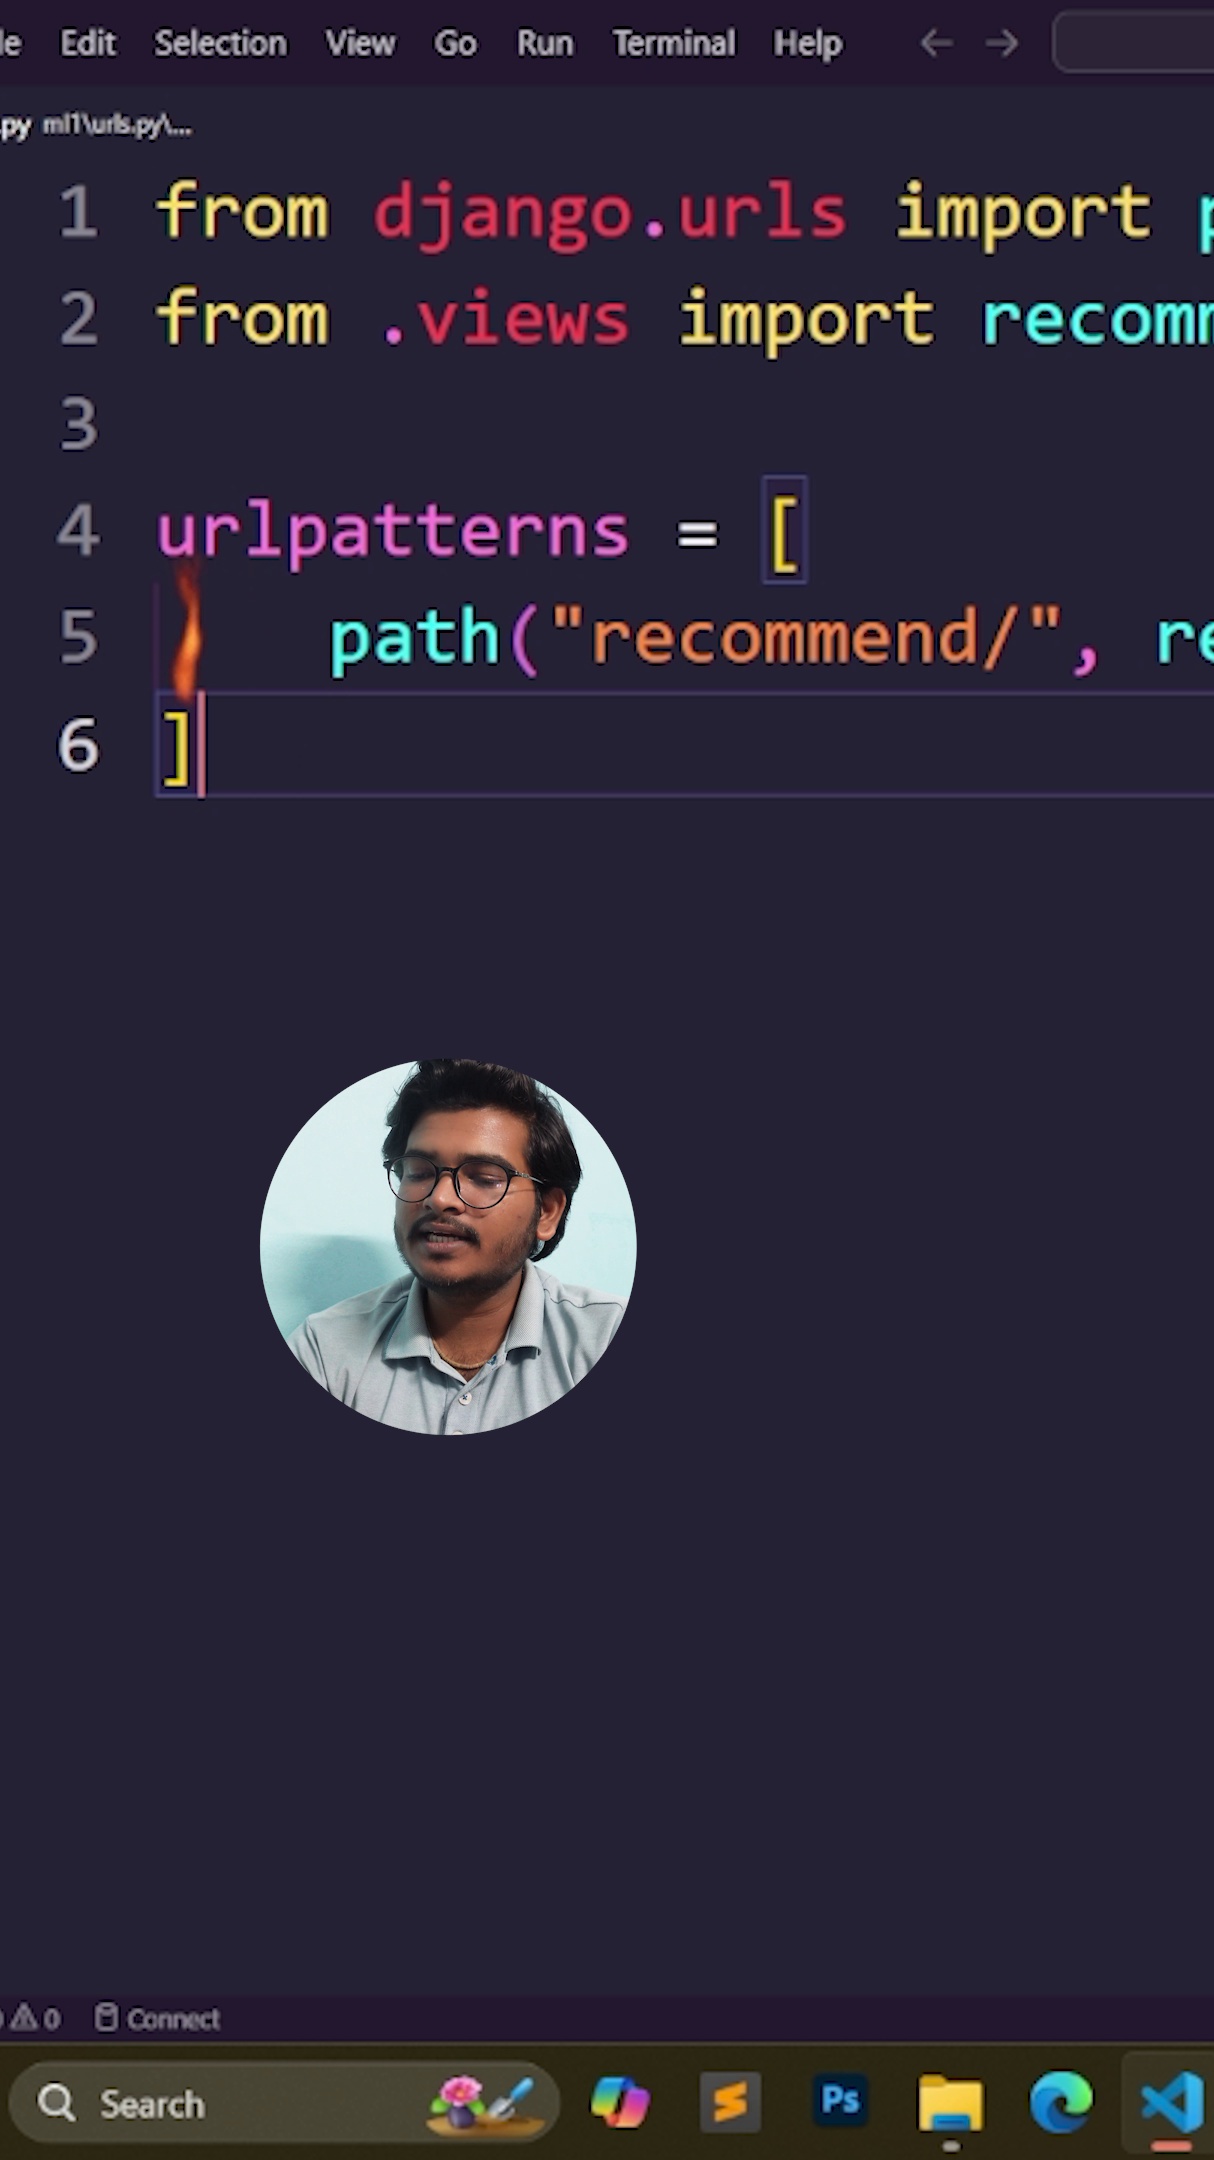 Edit Selection View Go Run Terminal Help
.py ml1\urls.py\...
1 from django.urls import
2 from .views import recomm
3
4 urlpatterns = [
5 path("recommend/", re
6 ]
0 Connect
Search
Ps